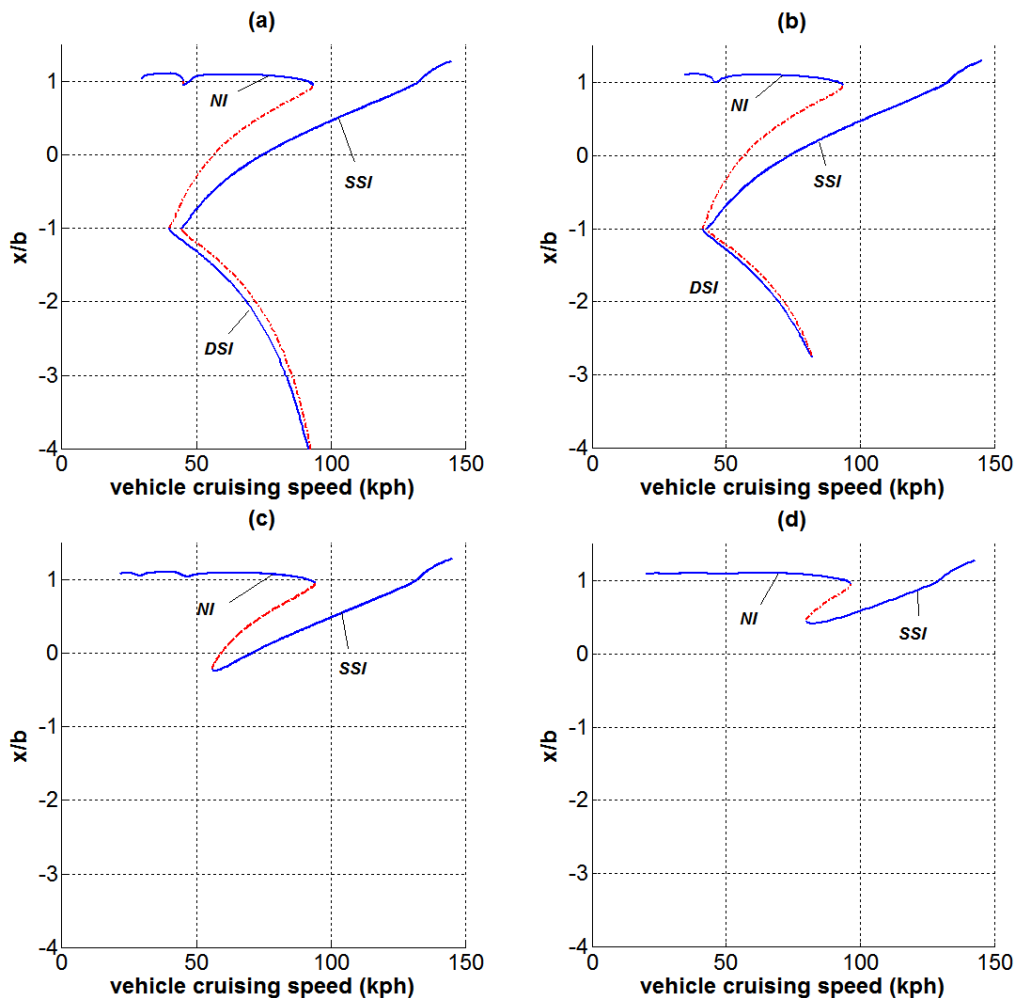 (a)
1
0
-1
-2
-3
-4
x/b
NI
SSI
DSI
0
50
100
150
vehicle cruising speed (kph)
(b)
1
0
-1
-2
-3
-4
x/b
NI
SSI
DSI
0
50
100
150
vehicle cruising speed (kph)
(c)
1
0
-1
-2
-3
-4
x/b
NI
SSI
0
50
100
150
vehicle cruising speed (kph)
(d)
1
0
-1
-2
-3
-4
x/b
NI
SSI
0
50
100
150
vehicle cruising speed (kph)